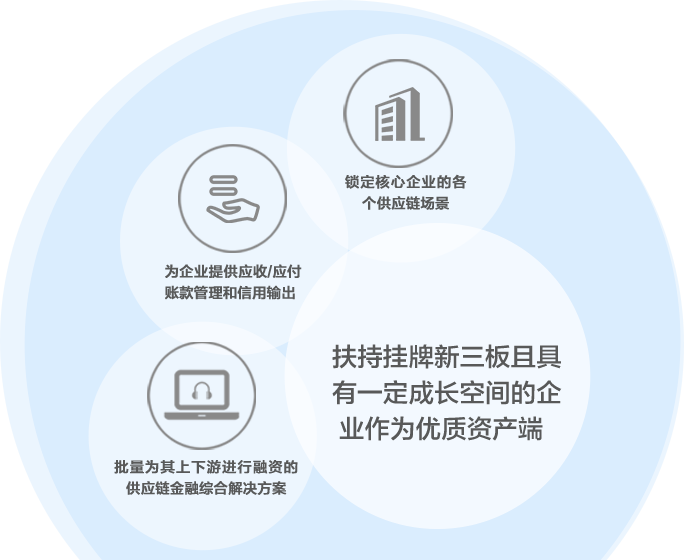 锁定核心企业的各
个供应链场景
为企业提供应收/应付
账款管理和信用输出
扶持挂牌新三板且具
有一定成长空间的企
业作为优质资产端
批量为其上下游进行融资的
供应链金融综合解决方案